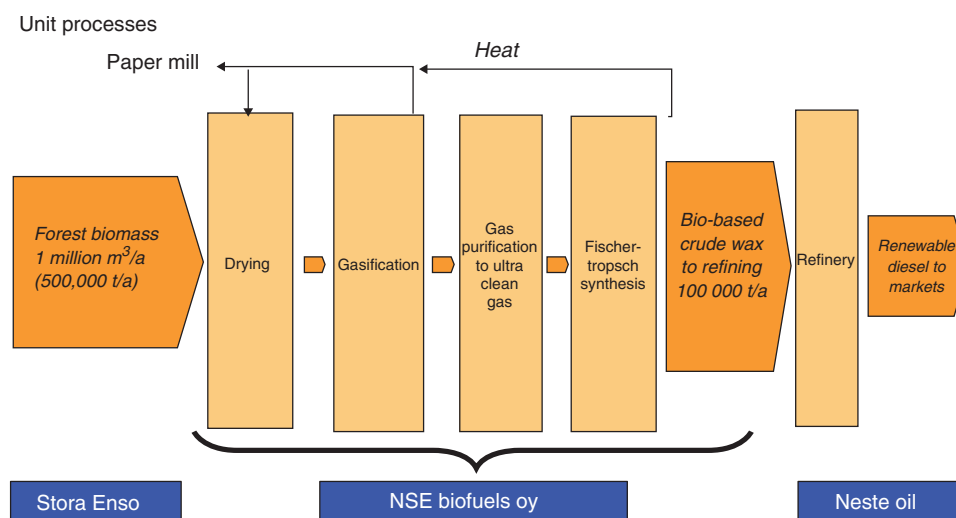 Unit processes
Paper mill
Heat
Forest biomass
1 million m³/a
(500,000 t/a)
Drying
Gasification
Gas
purification
to ultra
clean
gas
Fischer-
tropsch
synthesis
Bio-based
crude wax
to refining
100 000 t/a
Refinery
Renewable
diesel to
markets
Stora Enso
NSE biofuels oy
Neste oil